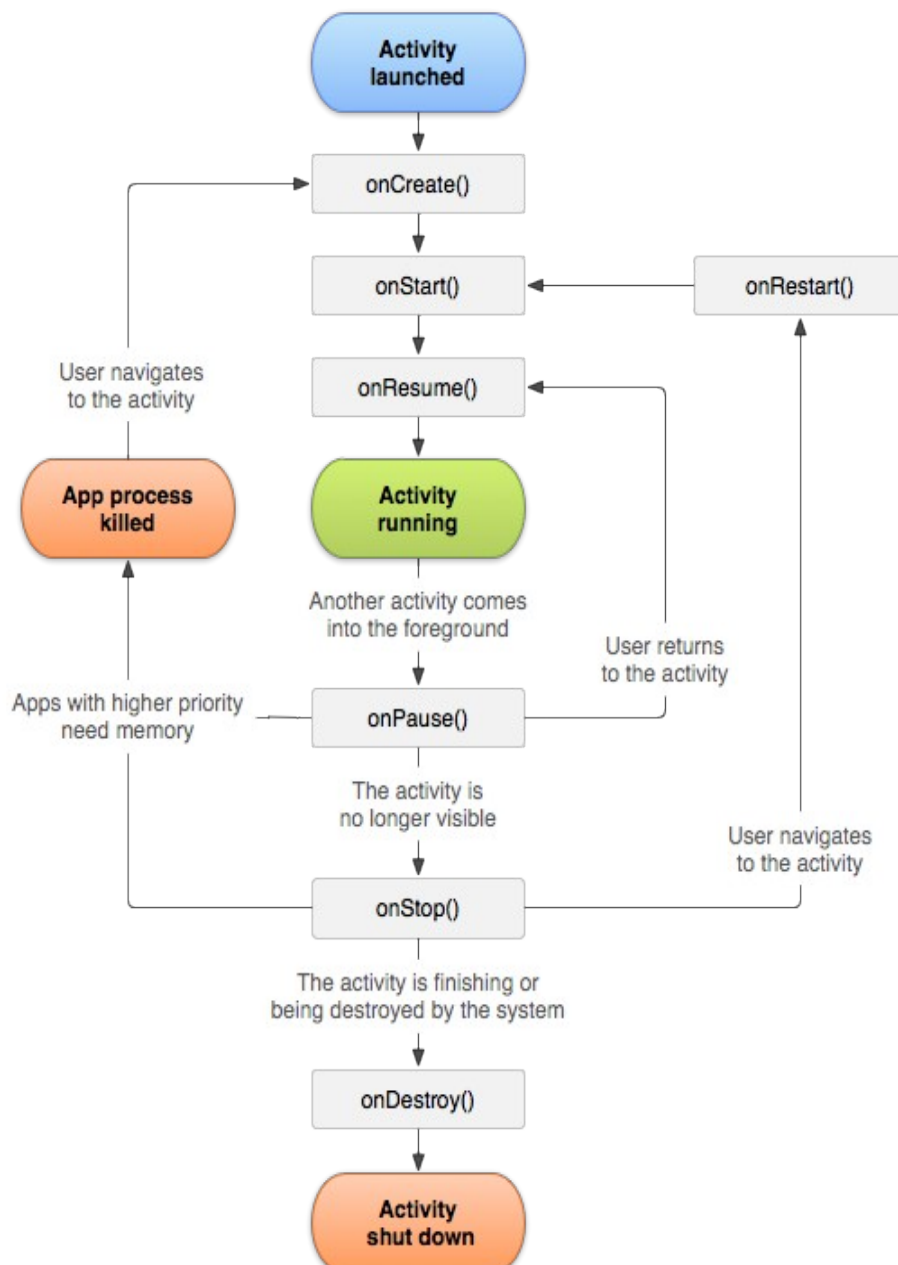 Activity
launched
onCreate()
onStart()
onRestart()
User navigates
to the activity
onResume()
App process
killed
Activity
running
Another activity comes
into the foreground
User returns
to the activity
Apps with higher priority
need memory
onPause()
The activity is
no longer visible
User navigates
to the activity
onStop()
The activity is finishing or
being destroyed by the system
onDestroy()
Activity
shut down